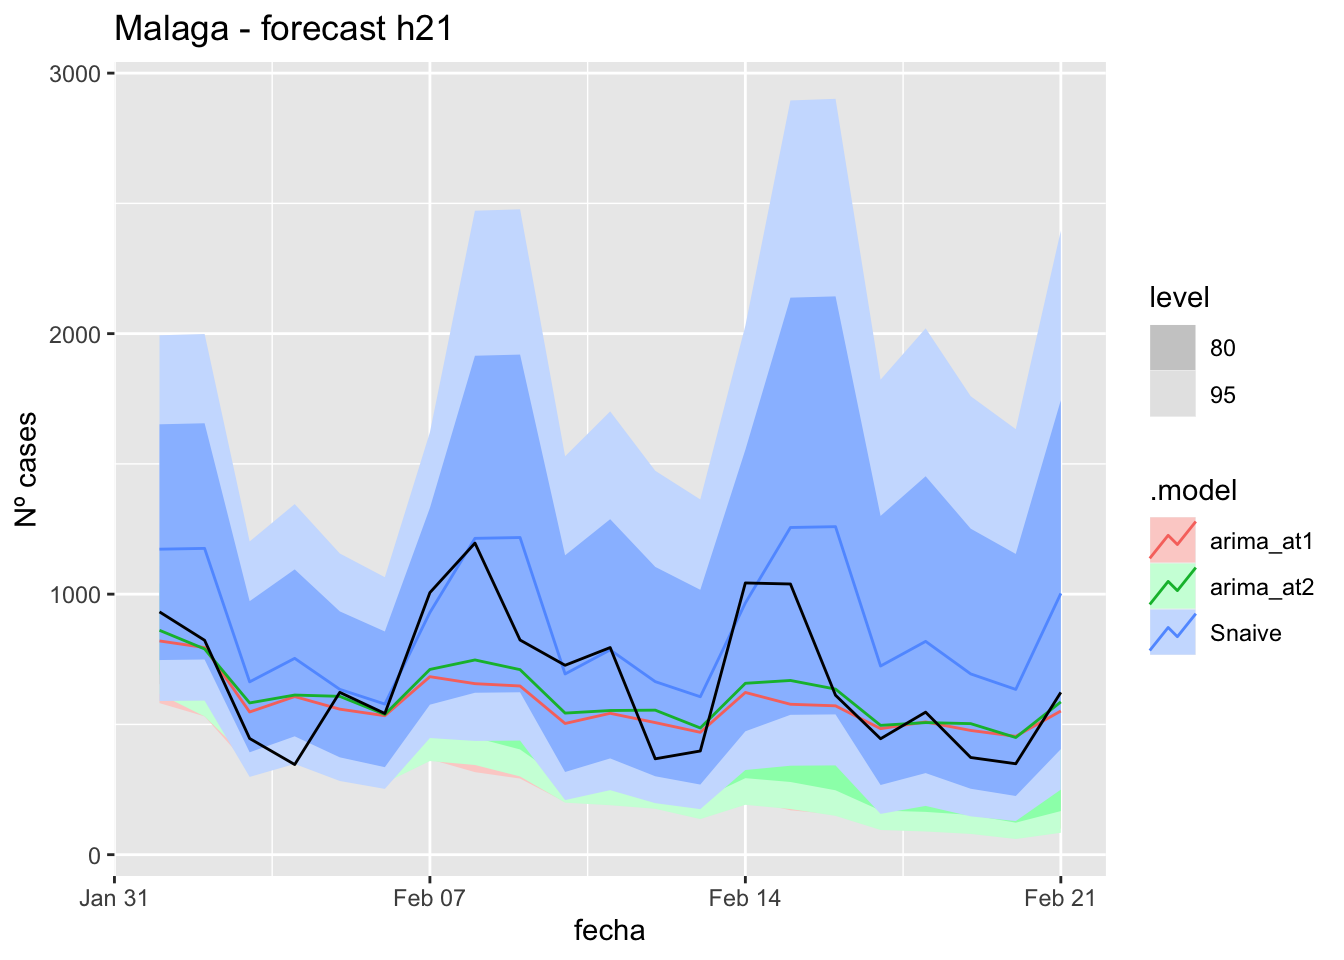 Malaga - forecast h21
3000
2000
1000
0
Nº cases
Jan 31
Feb 07
Feb 14
Feb 21
fecha
level
80
95
.model
arima_at1
arima_at2
Snaive